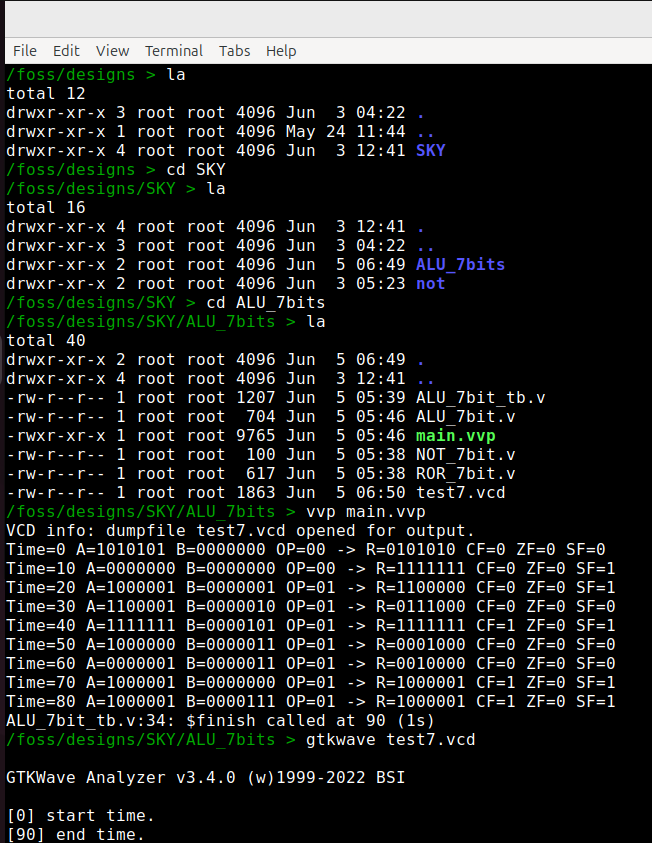 File Edit View Terminal Tabs Help
/foss/designs > la
total 12
drwxr-xr-x 3 root root 4096 Jun  3 04:22 .
drwxr-xr-x 1 root root 4096 May 24 11:44 ..
drwxr-xr-x 4 root root 4096 Jun  3 12:41 SKY
/foss/designs > cd SKY
/foss/designs/SKY > la
total 16
drwxr-xr-x 4 root root 4096 Jun  3 12:41 .
drwxr-xr-x 3 root root 4096 Jun  3 04:22 ..
drwxr-xr-x 2 root root 4096 Jun  5 06:49 ALU_7bits
drwxr-xr-x 2 root root 4096 Jun  3 05:23 not
/foss/designs/SKY > cd ALU_7bits
/foss/designs/SKY/ALU_7bits > la
total 40
drwxr-xr-x 2 root root 4096 Jun  5 06:49 .
drwxr-xr-x 4 root root 4096 Jun  3 12:41 ..
-rw-r--r-- 1 root root 1207 Jun  5 05:39 ALU_7bit_tb.v
-rw-r--r-- 1 root root  704 Jun  5 05:46 ALU_7bit.v
-rwxr-xr-x 1 root root 9765 Jun  5 05:46 main.vvp
-rw-r--r-- 1 root root  100 Jun  5 05:38 NOT_7bit.v
-rw-r--r-- 1 root root  617 Jun  5 05:38 ROR_7bit.v
-rw-r--r-- 1 root root 1863 Jun  5 06:50 test7.vcd
/foss/designs/SKY/ALU_7bits > vvp main.vvp
VCD info: dumpfile test7.vcd opened for output.
Time=0 A=1010101 B=0000000 OP=00 -> R=0101010 CF=0 ZF=0 SF=0
Time=10 A=0000000 B=0000000 OP=00 -> R=1111111 CF=0 ZF=0 SF=1
Time=20 A=1000001 B=0000001 OP=01 -> R=1100000 CF=0 ZF=0 SF=1
Time=30 A=1100001 B=0000010 OP=01 -> R=0111000 CF=0 ZF=0 SF=0
Time=40 A=1111111 B=0000101 OP=01 -> R=1111111 CF=1 ZF=0 SF=1
Time=50 A=1000000 B=0000011 OP=01 -> R=0001000 CF=0 ZF=0 SF=0
Time=60 A=0000001 B=0000011 OP=01 -> R=0010000 CF=0 ZF=0 SF=0
Time=70 A=1000001 B=0000000 OP=01 -> R=1000001 CF=1 ZF=0 SF=1
Time=80 A=1000001 B=0000111 OP=01 -> R=1000001 CF=1 ZF=0 SF=1
ALU_7bit_tb.v:34: $finish called at 90 (1s)
/foss/designs/SKY/ALU_7bits > gtkwave test7.vcd
GTKWave Analyzer v3.4.0 (w)1999-2022 BSI
[0] start time.
[90] end time.